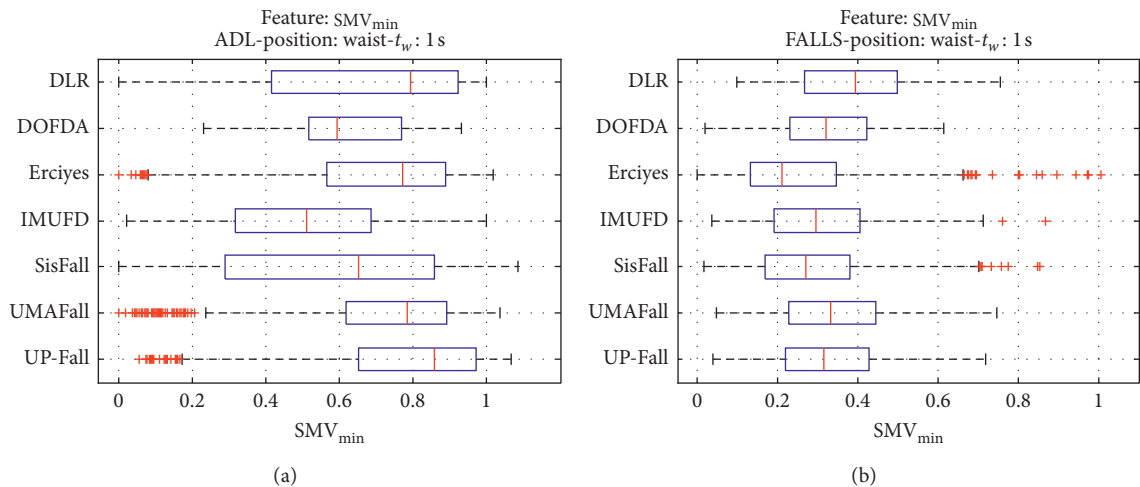 Feature: SMVmin
ADL-position: waist-tw: 1 s
DLR
DOFDA
Erciyes
IMUFD
SisFall
UMAFall
UP-Fall
0 0.2 0.4 0.6 0.8 1
SMVmin
(a)
Feature: SMVmin
FALLS-position: waist-tw: 1 s
DLR
DOFDA
Erciyes
IMUFD
SisFall
UMAFall
UP-Fall
0 0.2 0.4 0.6 0.8 1
SMVmin
(b)